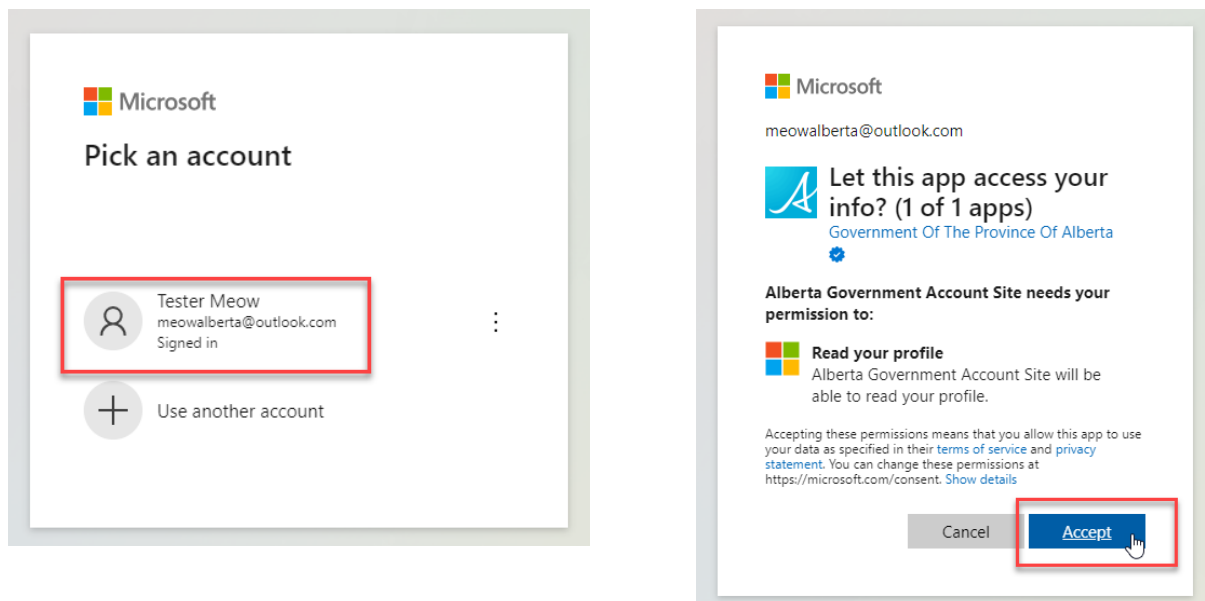 Microsoft
Pick an account
Tester Meow
meowalberta@outlook.com
Signed in
Use another account
Microsoft
meowalberta@outlook.com
Let this app access your
info? (1 of 1 apps)
Government Of The Province Of Alberta
Alberta Government Account Site needs your
permission to:
Read your profile
Alberta Government Account Site will be
able to read your profile.
Accepting these permissions means that you allow this app to use
your data as specified in their terms of service and privacy
statement. You can change these permissions at
https://microsoft.com/consent. Show details
Cancel
Accept